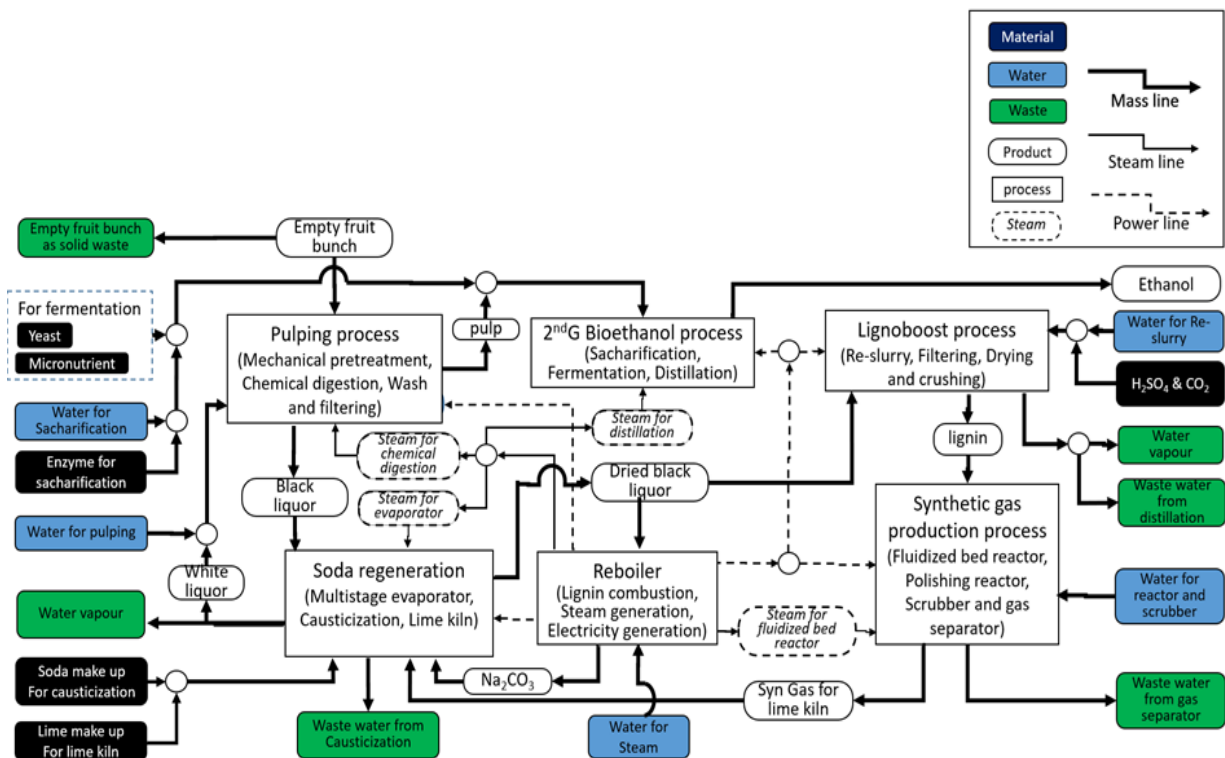 Material
Water
Waste
Product
process
Steam
Mass line
Steam line
Power line
Empty fruit bunch
as solid waste
Empty fruit
bunch
For fermentation
Yeast
Micronutrient
Water for
Sacharification
Enzyme for
sacharification
Water for pulping
Water vapour
Soda make up
For causticization
Lime make up
For lime kiln
Pulping process
(Mechanical pretreatment,
Chemical digestion, Wash
and filtering)
pulp
2ndG Bioethanol process
(Sacharification,
Fermentation, Distillation)
Ethanol
Lignoboost process
(Re-slurry, Filtering, Drying
and crushing)
Water for Re-
slurry
H2SO4 & CO2
Steam for
distillation
Steam for
chemical
digestion
Steam for
evaporator
Black
liquor
White
liquor
Dried black
liquor
lignin
Water
vapour
Waste water
from
distillation
Soda regeneration
(Multistage evaporator,
Causticization, Lime kiln)
Reboiler
(Lignin combustion,
Steam generation,
Electricity generation)
Steam for
fluidized bed
reactor
Synthetic gas
production process
(Fluidized bed reactor,
Polishing reactor,
Scrubber and gas
separator)
Water for
reactor and
scrubber
Na2CO3
Syn Gas for
lime kiln
Waste water from
Causticization
Water for
Steam
Waste water
from gas
separator